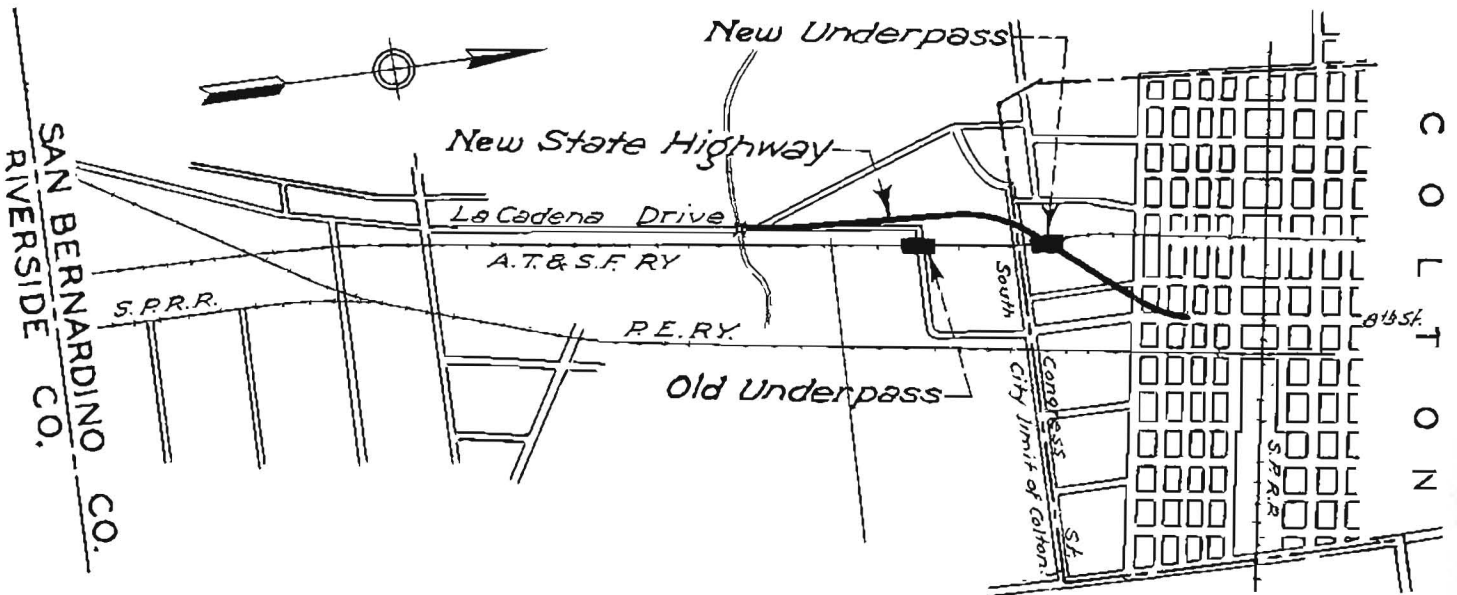 New Underpass
New State Highway
SAN BERNARDINO CO.
RIVERSIDE CO.
La Cadena Drive
A.T. & S.F. RY
S.P.R.R.
P.E. RY.
Old Underpass
South
City limit of Colton
Congress St.
8th St.
S.P.R.R
COLTON